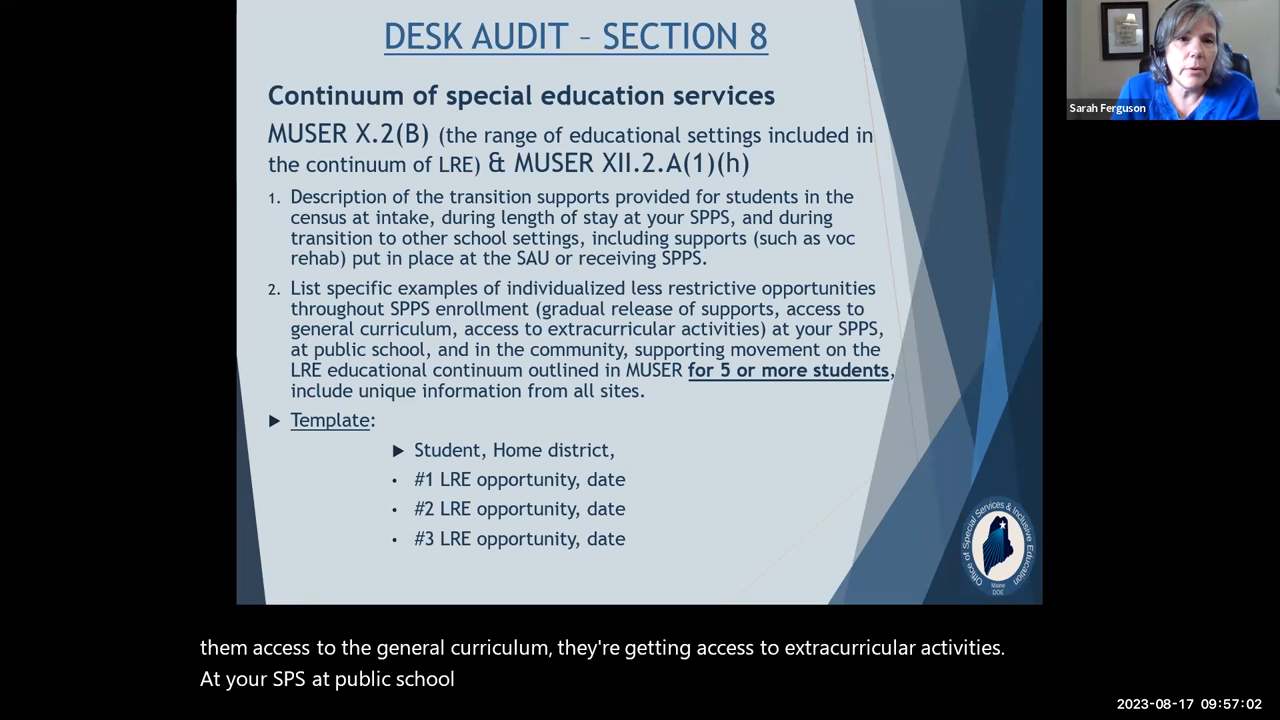 DESK AUDIT – SECTION 8
Continuum of special education services
MUSER X.2(B) (the range of educational settings included in
the continuum of LRE) & MUSER XII.2.A(1)(h)
1. Description of the transition supports provided for students in the
census at intake, during length of stay at your SPPS, and during
transition to other school settings, including supports (such as voc
rehab) put in place at the SAU or receiving SPPS.
2. List specific examples of individualized less restrictive opportunities
throughout SPPS enrollment (gradual release of supports, access to
general curriculum, access to extracurricular activities) at your SPPS,
at public school, and in the community, supporting movement on the
LRE educational continuum outlined in MUSER for 5 or more students,
include unique information from all sites.
Template:
Student, Home district,
#1 LRE opportunity, date
#2 LRE opportunity, date
#3 LRE opportunity, date
Office of Special Services & Inclusive Education
Maine
DOE
Sarah Ferguson
them access to the general curriculum, they're getting access to extracurricular activities.
At your SPS at public school
2023-08-17 09:57:02